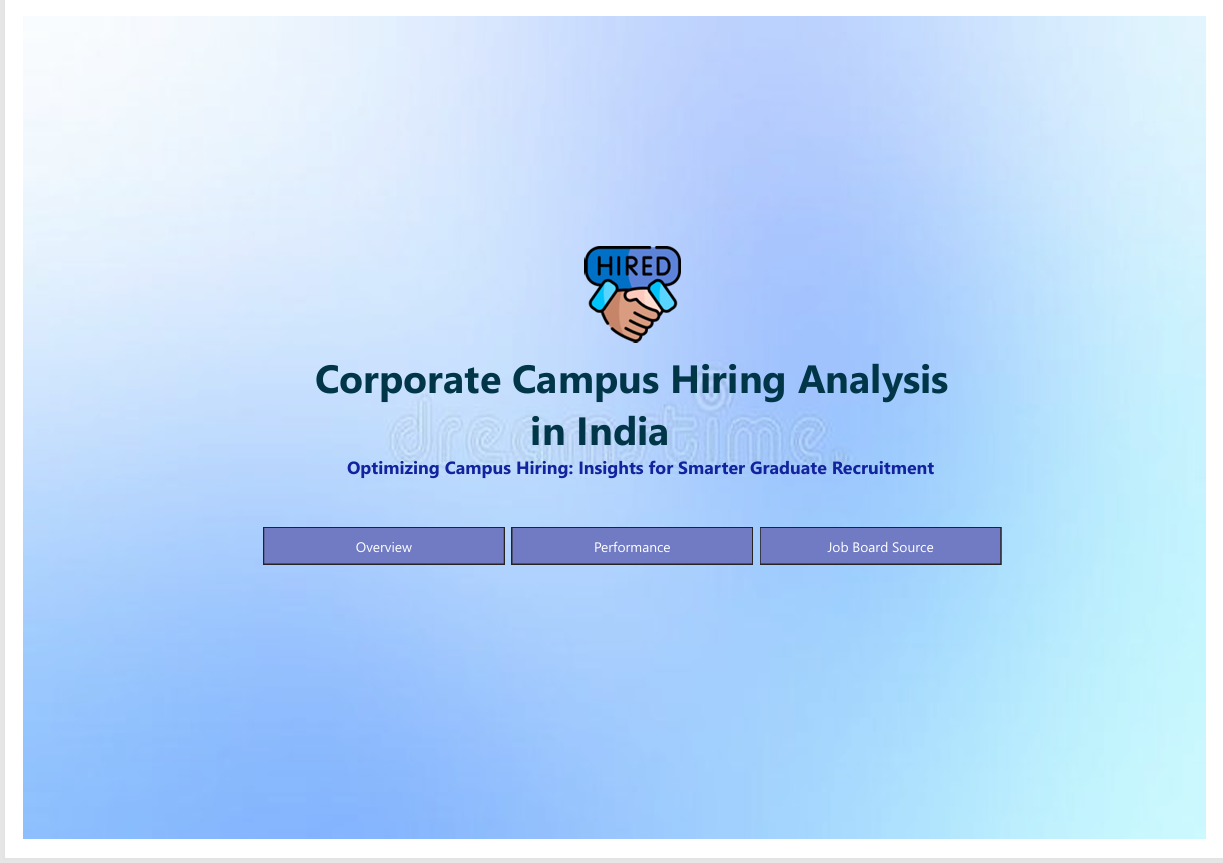 HIRED
Corporate Campus Hiring Analysis
in India
dreamstime
Optimizing Campus Hiring: Insights for Smarter Graduate Recruitment
Overview
Performance
Job Board Source